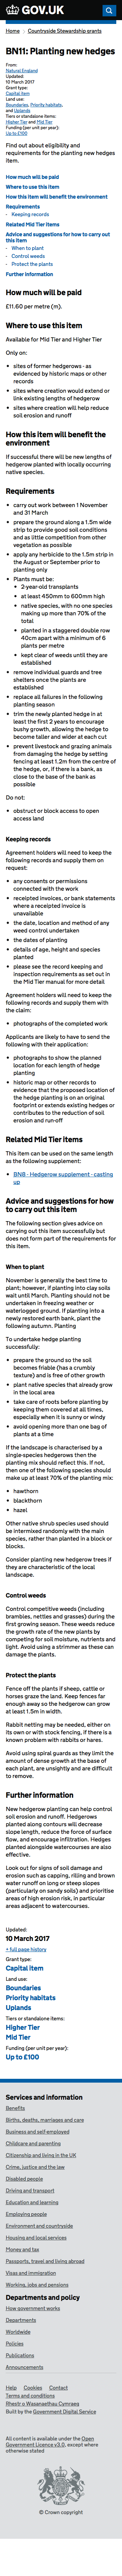 GOV.UK
Home > Countryside Stewardship grants
BN11: Planting new hedges
From:
Natural England
Updated:
10 March 2017
Grant type:
Capital item
Land use:
Boundaries, Priority habitats,
and Uplands
Tiers or standalone items:
Higher Tier and Mid Tier
Funding (per unit per year):
Up to £100
Find out about eligibility and
requirements for the planting new hedges
item.
How much will be paid
Where to use this item
How this item will benefit the environment
Requirements
- Keeping records
Related Mid Tier items
Advice and suggestions for how to carry out
this item
- When to plant
- Control weeds
- Protect the plants
Further information
How much will be paid
£11.60 per metre (m).
Where to use this item
Available for Mid Tier and Higher Tier
Only on:
• sites of former hedgerows - as
evidenced by historic maps or other
records
• sites where creation would extend or
link existing lengths of hedgerow
• sites where creation will help reduce
soil erosion and runoff
How this item will benefit the
environment
If successful there will be new lengths of
hedgerow established with locally occurring
native species.
Requirements
• carry out work between 1 November
and 31 March
• prepare the ground along a 1.5m wide
strip to provide good soil conditions
and so there is little competition from
other vegetation as possible
• apply any herbicide to the 1.5m strip in
the August or September prior to
planting only
• Plants must be:
• 2 year-old transplants
• at least 450mm to 600mm high
• native species, with no one species
making up more than 70% of the
total
• planted in a staggered double row
40cm apart with a minimum of 6
plants per metre
• kept clear of weeds until they are
established
• remove individual guards and tree
shelters once the plants are
established
• replace all failures in the following
planting season
• trim the newly planted hedge in at
least the first 2 years to encourage
bushy growth, allowing the hedge to
become taller and wider at each cut
• prevent livestock and grazing animals
from damaging the hedge by siting
fencing at least 1.2m from the centre of
the hedge, or, if there is a bank, as
close to the base of the bank as
possible
Do not:
• obstruct or block access to open
access land
Keeping records
Agreement holders will need to keep the
following records and supply them on
request:
• any consents or permissions
connected with the work
• receipted invoices, or bank statements
where a receipted invoice is
unavailable
• the date, location and method of any
weed control undertaken
• the dates of planting
• details of age, height and species
planted
• please see the record keeping and
inspection requirements as set out in
the Mid Tier manual for more detail
Agreement holders will need to keep the
following records and supply them with
their claim:
• photographs of the completed work
Applicants are likely to have to send the
following with their application:
• photographs to show the planned
location for each length of hedge
planting
• historic map or other records to
evidence that the land in which the
hedge creation is planned is on an
original location or extends existing
hedges or contributes to the reduction of soil
erosion and run-off
Related Mid Tier items
This item can be used on the same length
as the following supplement:
• BN8 - Hedgerow supplement - casting
up
Advice and suggestions for how
to carry out this item
The following section gives advice on
carrying out this item successfully but does
not form part of the requirements for this
item.
When to plant
November is generally the best time to
plant; however, if planting into clay soils
wait until March. Planting should not be
undertaken in freezing weather or
waterlogged ground, or if planting into a
newly restored earth bank, plant the
following autumn. Planting
To undertake hedge planting
successfully:
• prepare the ground so the soil
becomes friable (has a crumbly
texture) and is free of other growth
• plant native species that already grow
in the local area
• take care of roots before planting by
keeping them covered at all times,
especially when it is sunny or windy
• avoid opening more than one bag of
plants at a time
If the landscape is characterised by a
predominant species then the planting
mix should reflect this. If not, then
one of the following species should
make up at least 70% of the planting mix:
• hawthorn
• blackthorn
• hazel
Other native shrub species should
be intermixed randomly with the
main species, rather than planted in a block or
blocks.
Consider planting new hedgerow trees if
they are a characteristic of the local
landscape.
Control weeds
Control competitive weeds (including
brambles, nettles and grasses) during the
first growing seasons. This will reduce
the growth rate of the hedge plants by
competing for soil moisture, nutrients and
light. Avoid using a strimmer as these can
damage the plants.
Protect the plants
Fence off the plants if sheep, cattle or
horses graze the land. Keep fences far
enough away so the hedgerow can grow
at least 1.5m in width.
Rabbit netting may be needed, either on
its own or with stock fencing. If there is
no known problem with rabbits or hares.
Avoid using spiral guards as they limit the
growth of side shoots at the base of the
plant, are unsightly and also difficult
to remove.
Further information
New hedgerow planting can help control
erosion. Hedgerows planted along
land contours will decrease slope length,
reduce the volume of surface flow, and
encourage infiltration. Hedges should
complement others already in the
environment.
Look out for signs of soil damage and
compaction such as capping, rilling and brown
water runoff in order to target slopes
(particularly on sandy soils) and
prioritise high erosion risk, in particular
areas adjacent to watercourses.
Updated:
10 March 2017
+ full page history
Grant type:
Capital item
Land use:
Boundaries
Priority habitats
Uplands
Tiers or standalone items:
Higher Tier
Mid Tier
Funding (per unit per year):
Up to £100
Services and information
Benefits
Births, deaths, marriages and care
Business and self-employed
Childcare and parenting
Citizenship and living in the UK
Crime, justice and the law
Disabled people
Driving and transport
Education and learning
Employing people
Environment and countryside
Housing and local services
Money and tax
Passports, travel and living abroad
Visas and immigration
Working, jobs and pensions
Departments and policy
How government works
Departments
Worldwide
Policies
Publications
Announcements
Help Cookies Contact
Terms and conditions
Rhestr o Wasanaethau Cymraeg
Built by the Government Digital Service
All content is available under the Open
Government Licence v3.0, except where
otherwise stated
© Crown copyright